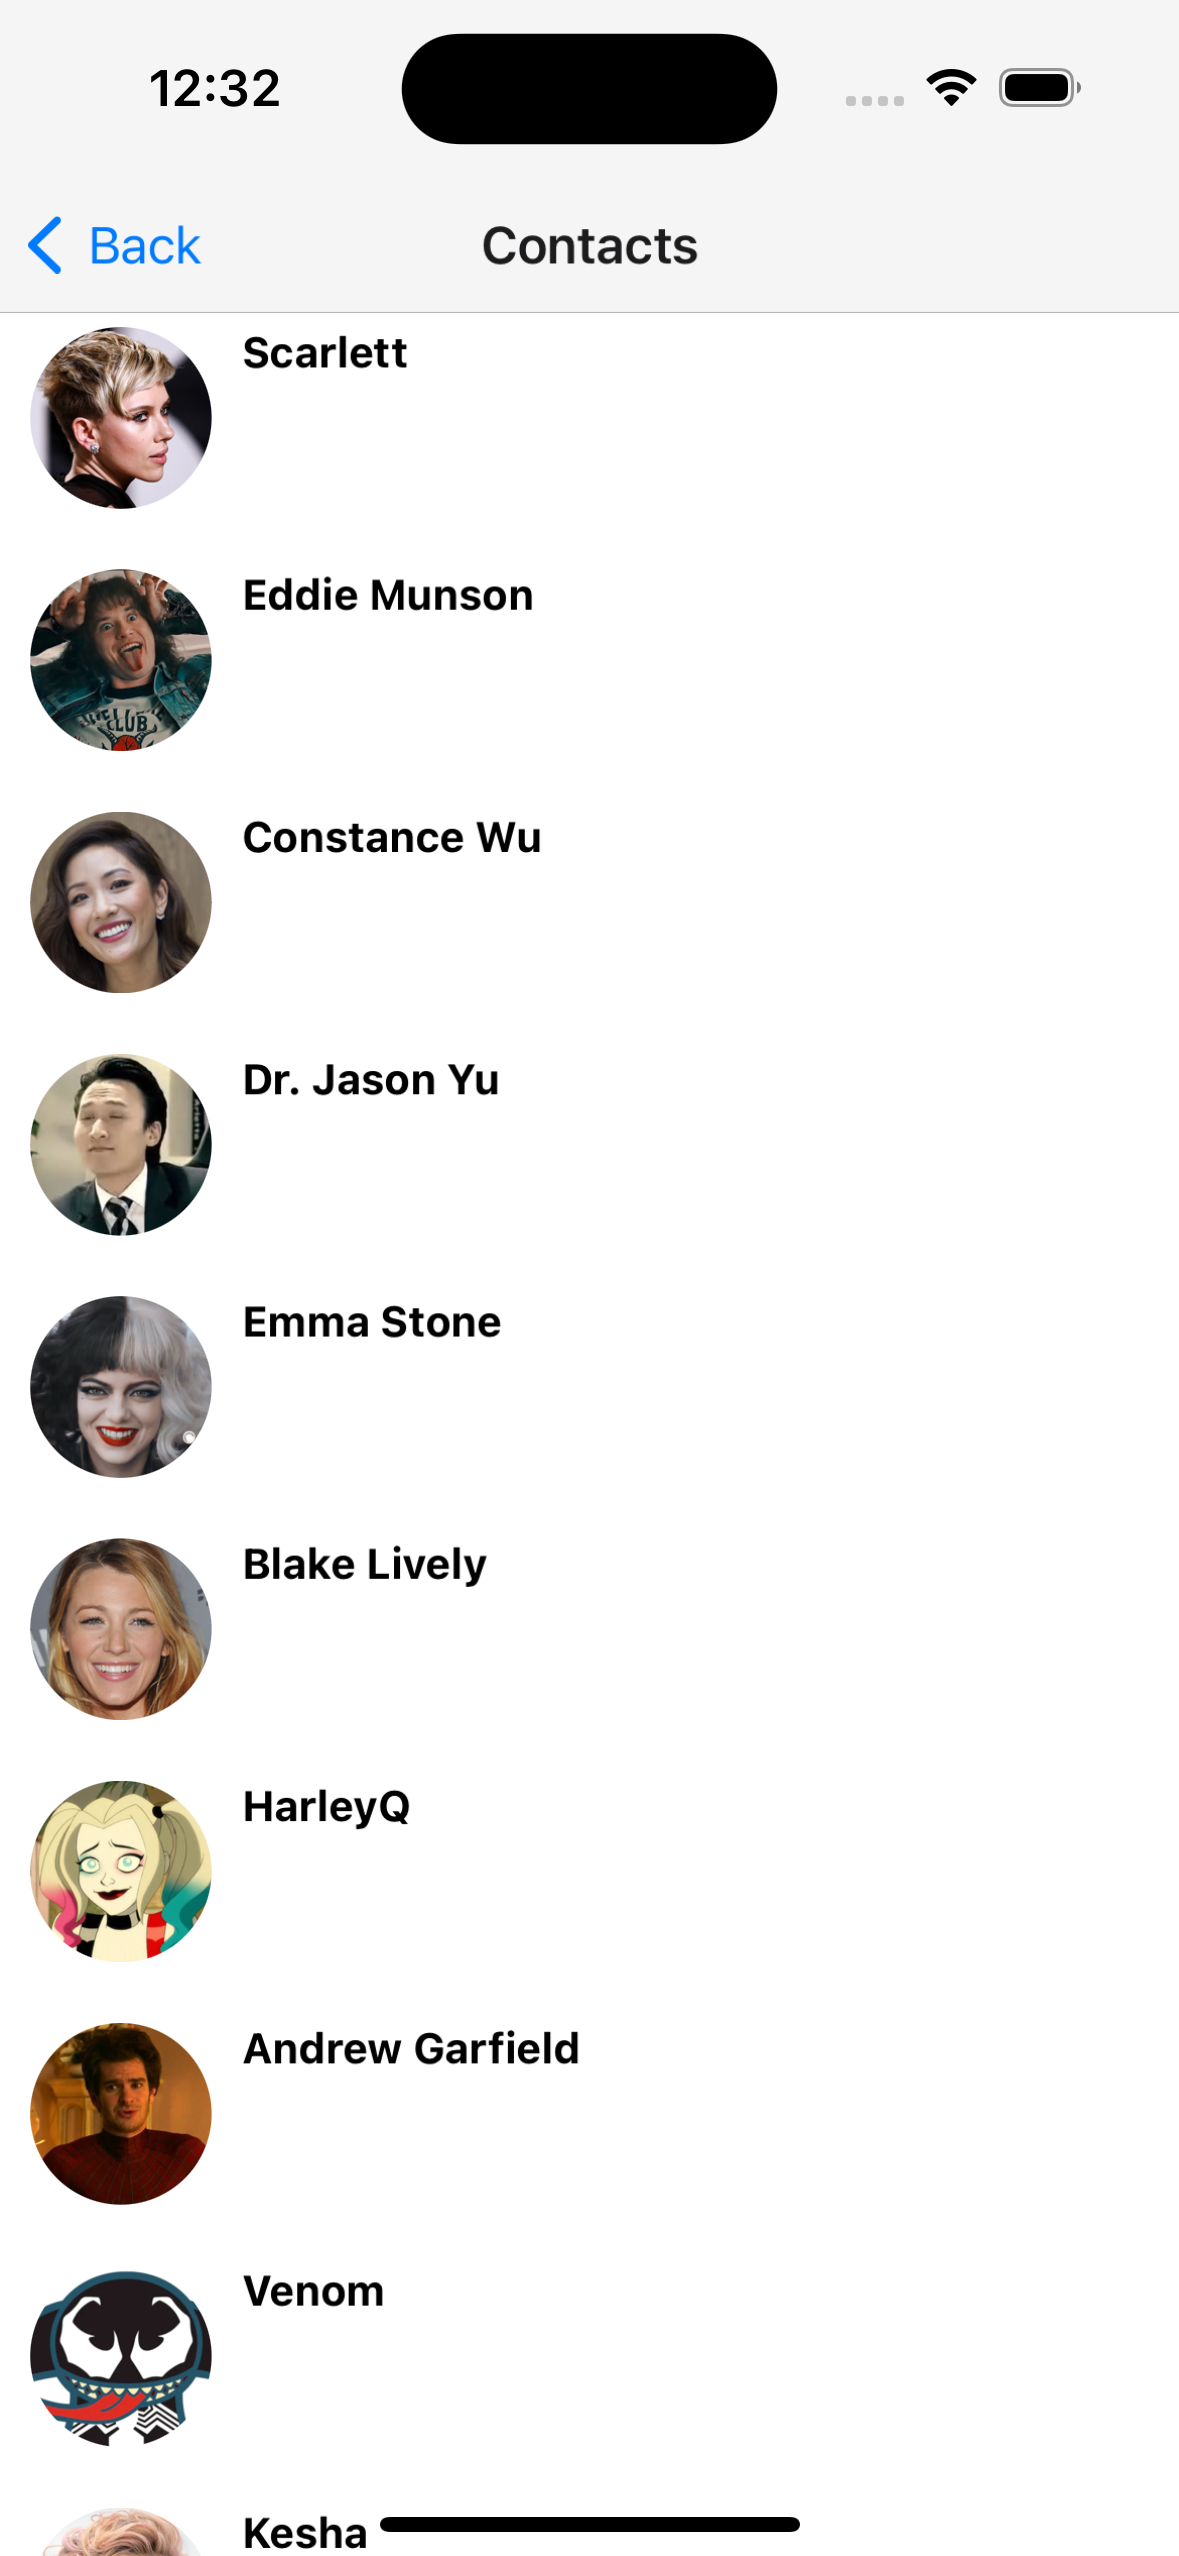 12:32
Back
Contacts
Scarlett
Eddie Munson
CLUB
Constance Wu
Dr. Jason Yu
Emma Stone
Blake Lively
HarleyQ
Andrew Garfield
Venom
Kesha